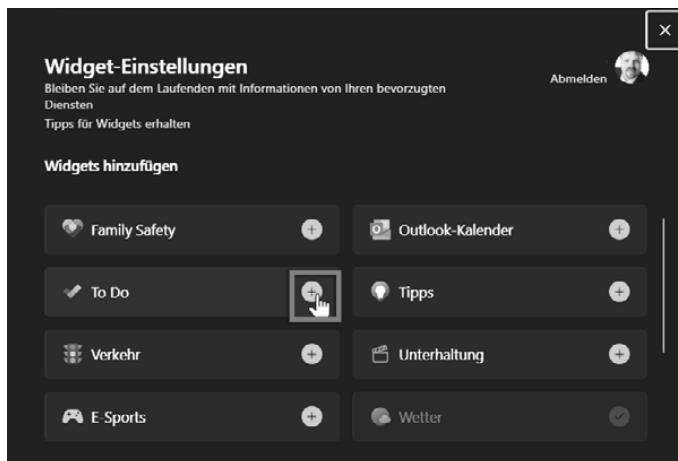 Widget-Einstellungen
Bleiben Sie auf dem Laufenden mit Informationen von Ihren bevorzugten
Diensten
Tipps für Widgets erhalten
Abmelden
Widgets hinzufügen
Family Safety
Outlook-Kalender
To Do
Tipps
Verkehr
Unterhaltung
E-Sports
Wetter